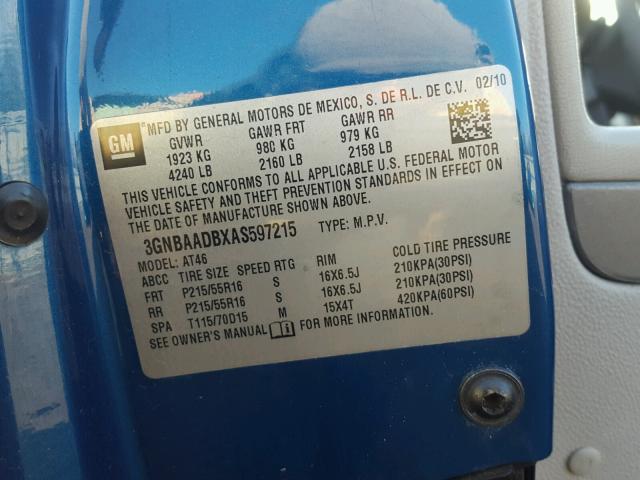 GM
MFD BY GENERAL MOTORS DE MEXICO, S. DE R.L. DE C.V. 02/10
GVWR GAWR FRT GAWR RR
1923 KG 980 KG 979 KG
4240 LB 2160 LB 2158 LB
THIS VEHICLE CONFORMS TO ALL APPLICABLE U.S. FEDERAL MOTOR
VEHICLE SAFETY AND THEFT PREVENTION STANDARDS IN EFFECT ON
THE DATE OF MANUFACTURE SHOWN ABOVE.
3GNBAADBXAS597215 TYPE: M.P.V.
MODEL: AT46
ABCC TIRE SIZE SPEED RTG RIM COLD TIRE PRESSURE
FRT P215/55R16 S 16X6.5J 210KPA(30PSI)
RR P215/55R16 S 16X6.5J 210KPA(30PSI)
SPA T115/70D15 M 15X4T 420KPA(60PSI)
SEE OWNER'S MANUAL FOR MORE INFORMATION.